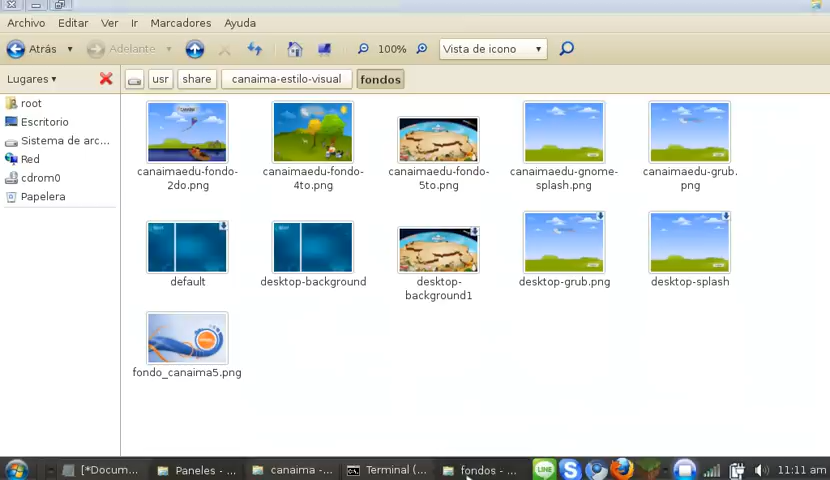 Archivo Editar Ver Ir Marcadores Ayuda
Atrás Adelante 100% Vista de icono
Lugares usr share canaima-estilo-visual fondos
root
Escritorio
Sistema de arc...
Red
cdrom0
Papelera
canaimaedu-fondo-
2do.png
canaimaedu-fondo-
4to.png
canaimaedu-fondo-
5to.png
canaimaedu-gnome-
splash.png
canaimaedu-grub.
png
default
desktop-background
desktop-
background1
desktop-grub.png
desktop-splash
fondo_canaima5.png
[*Docum... Paneles - ... canaima -... Terminal (... fondos - ... LINE 11:11 am